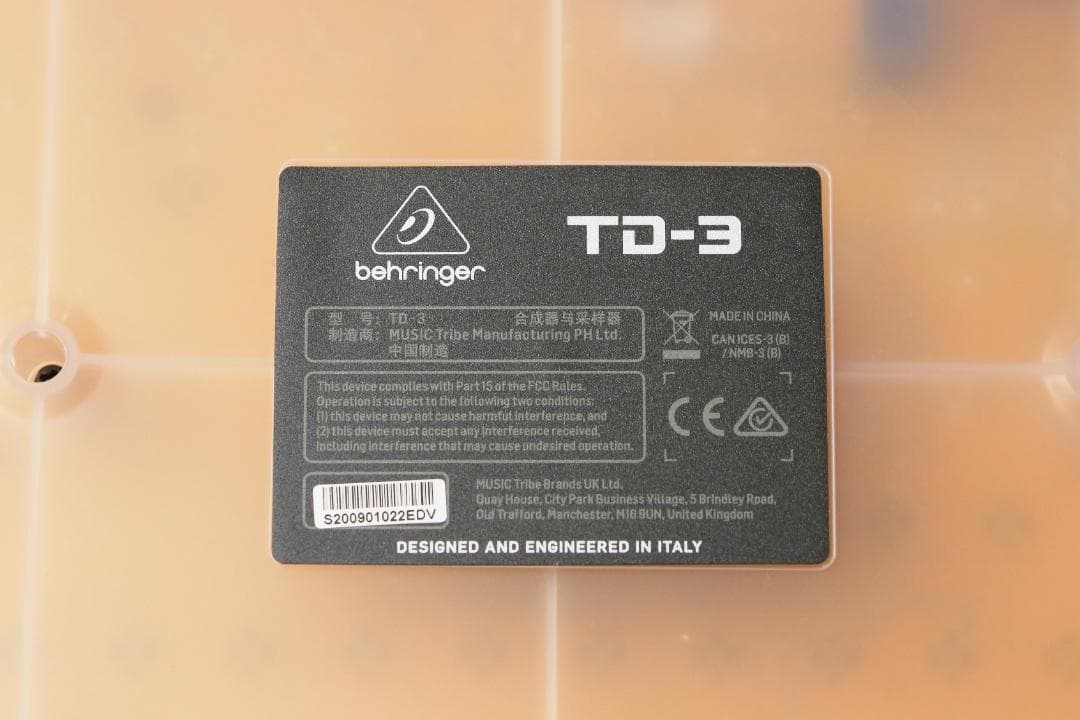 behringer
TD-3
型 号: TD-3 合成器与采样器
制造商: MUSIC Tribe Manufacturing PH Ltd.
中国制造
MADE IN CHINA
CAN ICES-3 (B)
/ NMB-3 (B)
This device complies with Part 15 of the FCC Rules.
Operation is subject to the following two conditions:
(1) this device may not cause harmful interference, and
(2) this device must accept any interference received,
including interference that may cause undesired operation.
CE
S200901022EDV
MUSIC Tribe Brands UK Ltd.
Quay House, City Park Business Village, 5 Brindley Road,
Old Trafford, Manchester, M16 9UN, United Kingdom
DESIGNED AND ENGINEERED IN ITALY